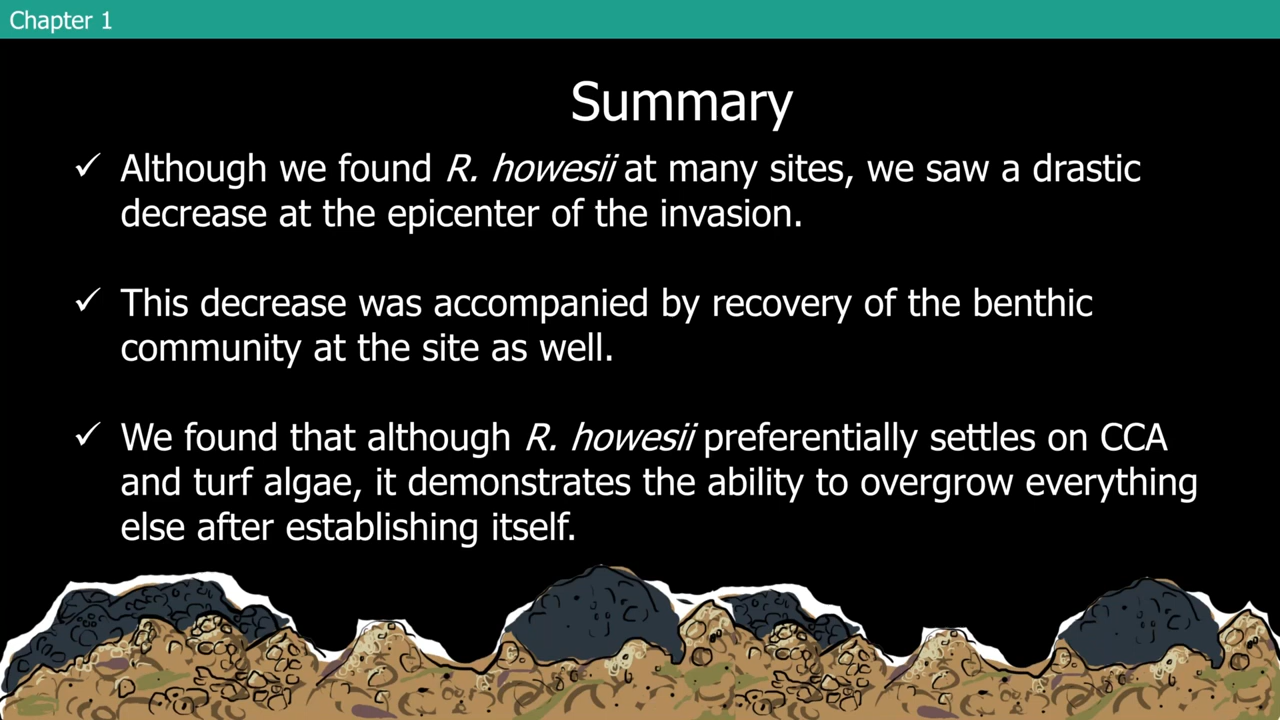 Chapter 1
Summary
✓ Although we found R. howesii at many sites, we saw a drastic
decrease at the epicenter of the invasion.
✓ This decrease was accompanied by recovery of the benthic
community at the site as well.
✓ We found that although R. howesii preferentially settles on CCA
and turf algae, it demonstrates the ability to overgrow everything
else after establishing itself.